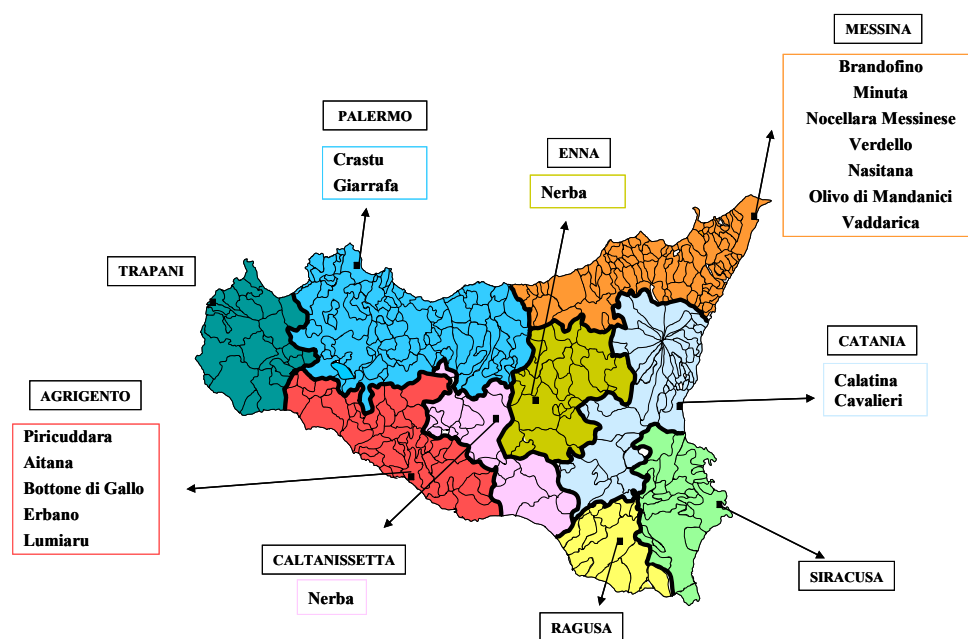 MESSINA
Brandofino
Minuta
Nocellara Messinese
Verdello
Nasitana
Olivo di Mandanici
Vaddarica
PALERMO
Crastu
Giarrafa
ENNA
Nerba
TRAPANI
CATANIA
Calatina
Cavalieri
AGRIGENTO
Piricuddara
Aitana
Bottone di Gallo
Erbano
Lumiaru
CALTANISSETTA
Nerba
SIRACUSA
RAGUSA